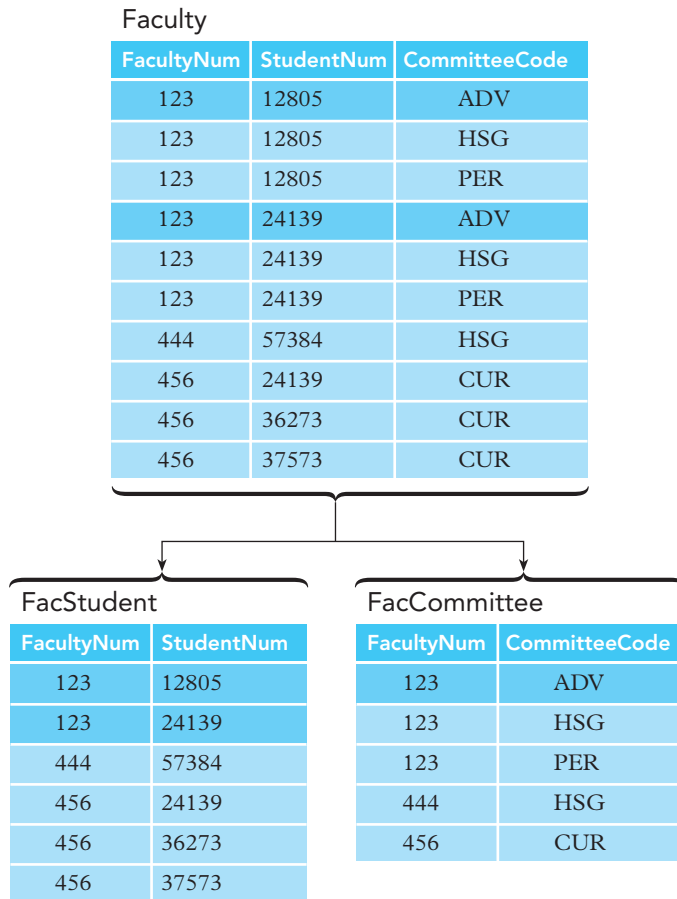 Faculty
FacultyNum StudentNum CommitteeCode
123 12805 ADV
123 12805 HSG
123 12805 PER
123 24139 ADV
123 24139 HSG
123 24139 PER
444 57384 HSG
456 24139 CUR
456 36273 CUR
456 37573 CUR
FacStudent
FacultyNum StudentNum
123 12805
123 24139
444 57384
456 24139
456 36273
456 37573
FacCommittee
FacultyNum CommitteeCode
123 ADV
123 HSG
123 PER
444 HSG
456 CUR